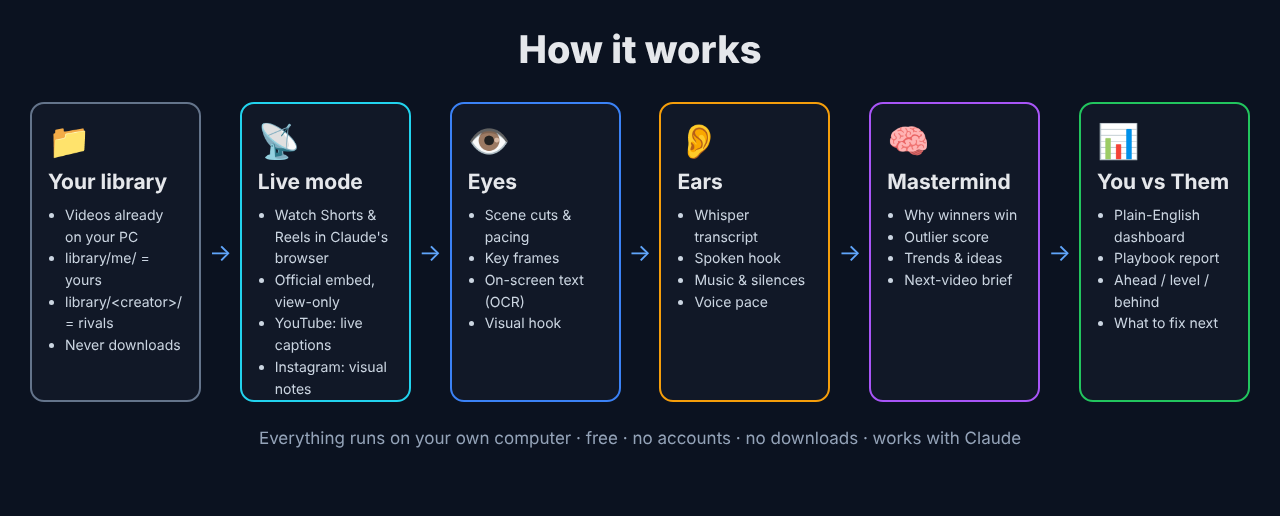 How it works
Your library
• Videos already
on your PC
• library/me/ =
yours
• library/<creator>/
= rivals
• Never downloads
→
Live mode
• Watch Shorts &
Reels in Claude's
browser
• Official embed,
view-only
• YouTube: live
captions
• Instagram: visual
notes
→
Eyes
• Scene cuts &
pacing
• Key frames
• On-screen text
(OCR)
• Visual hook
→
Ears
• Whisper
transcript
• Spoken hook
• Music & silences
• Voice pace
→
Mastermind
• Why winners win
• Outlier score
• Trends & ideas
• Next-video brief
→
You vs Them
• Plain-English
dashboard
• Playbook report
• Ahead / level /
behind
• What to fix next
Everything runs on your own computer · free · no accounts · no downloads · works with Claude